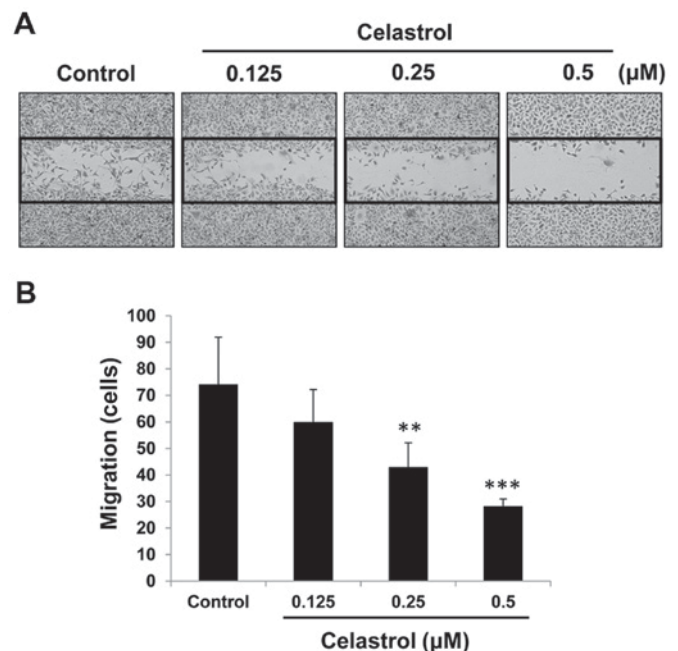 A
Celastrol
Control 0.125 0.25 0.5 (μM)
B
100
90
80
70
60
50
40
30
20
10
0
Migration (cells)
**
***
Control 0.125 0.25 0.5
Celastrol (μM)